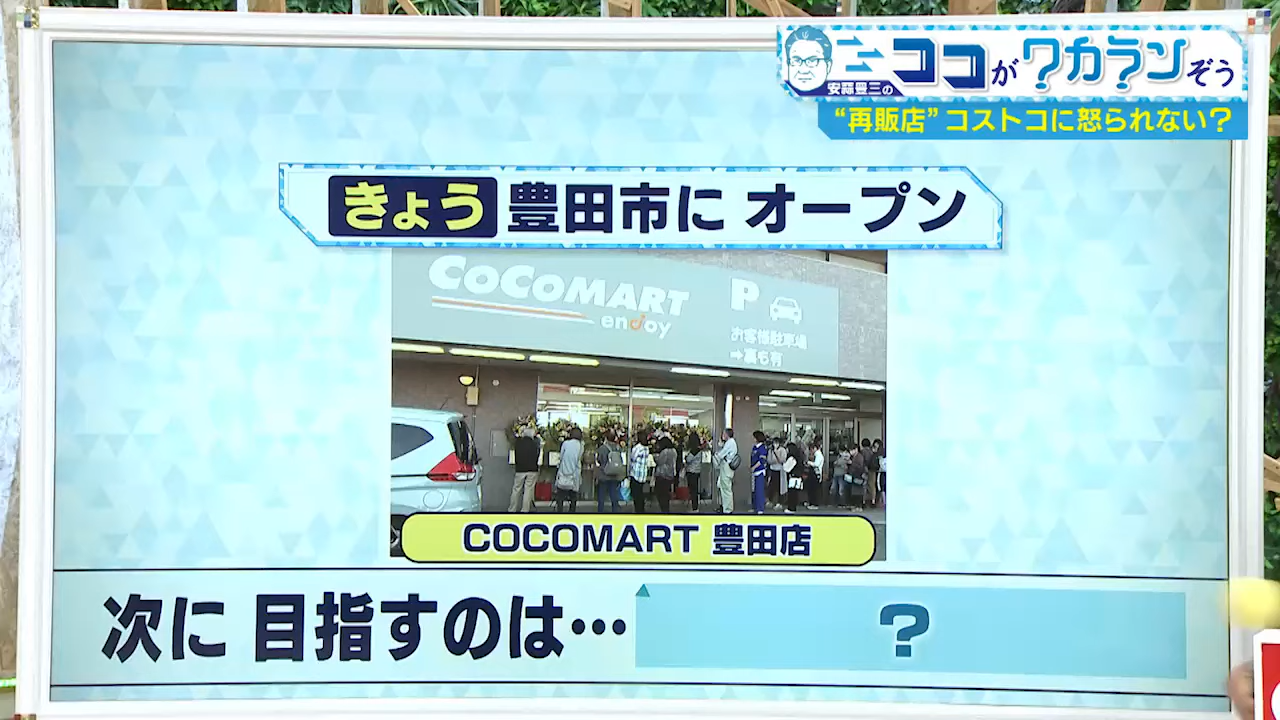 安藤豊三の
ココがワカランぞう
“再販店”コストコに怒られない？
きょう 豊田市に オープン
COCOMART
enjoy
P
お客様駐車場
➡裏も有
COCOMART 豊田店
次に 目指すのは… ？